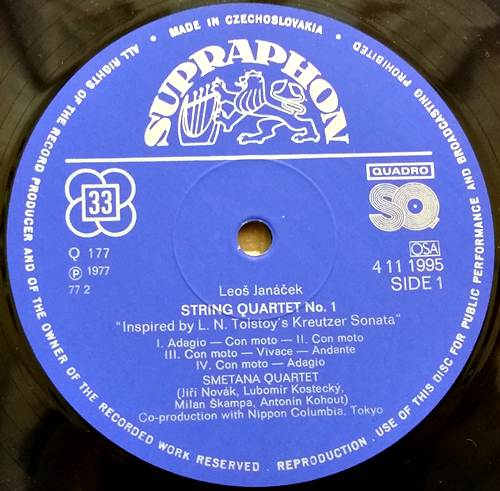 • MADE IN CZECHOSLOVAKIA •
ALL RIGHTS OF THE RECORD PRODUCER AND OF THE OWNER OF THE RECORDED WORK RESERVED . REPRODUCTION . USE OF THIS DISC FOR PUBLIC PERFORMANCE AND BROADCASTING PROHIBITED
SUPRAPHON
33
QUADRO
SQ
Q 177
Ⓟ 1977
77 2
OSA
4 11 1995
SIDE 1
Leoš Janáček
STRING QUARTET No. 1
"Inspired by L. N. Tolstoy's Kreutzer Sonata"
I. Adagio — Con moto — II. Con moto
III. Con moto — Vivace — Andante
IV. Con moto — Adagio
SMETANA QUARTET
(Jiří Novák, Lubomír Kostecký,
Milan Škampa, Antonín Kohout)
Co-production with Nippon Columbia, Tokyo